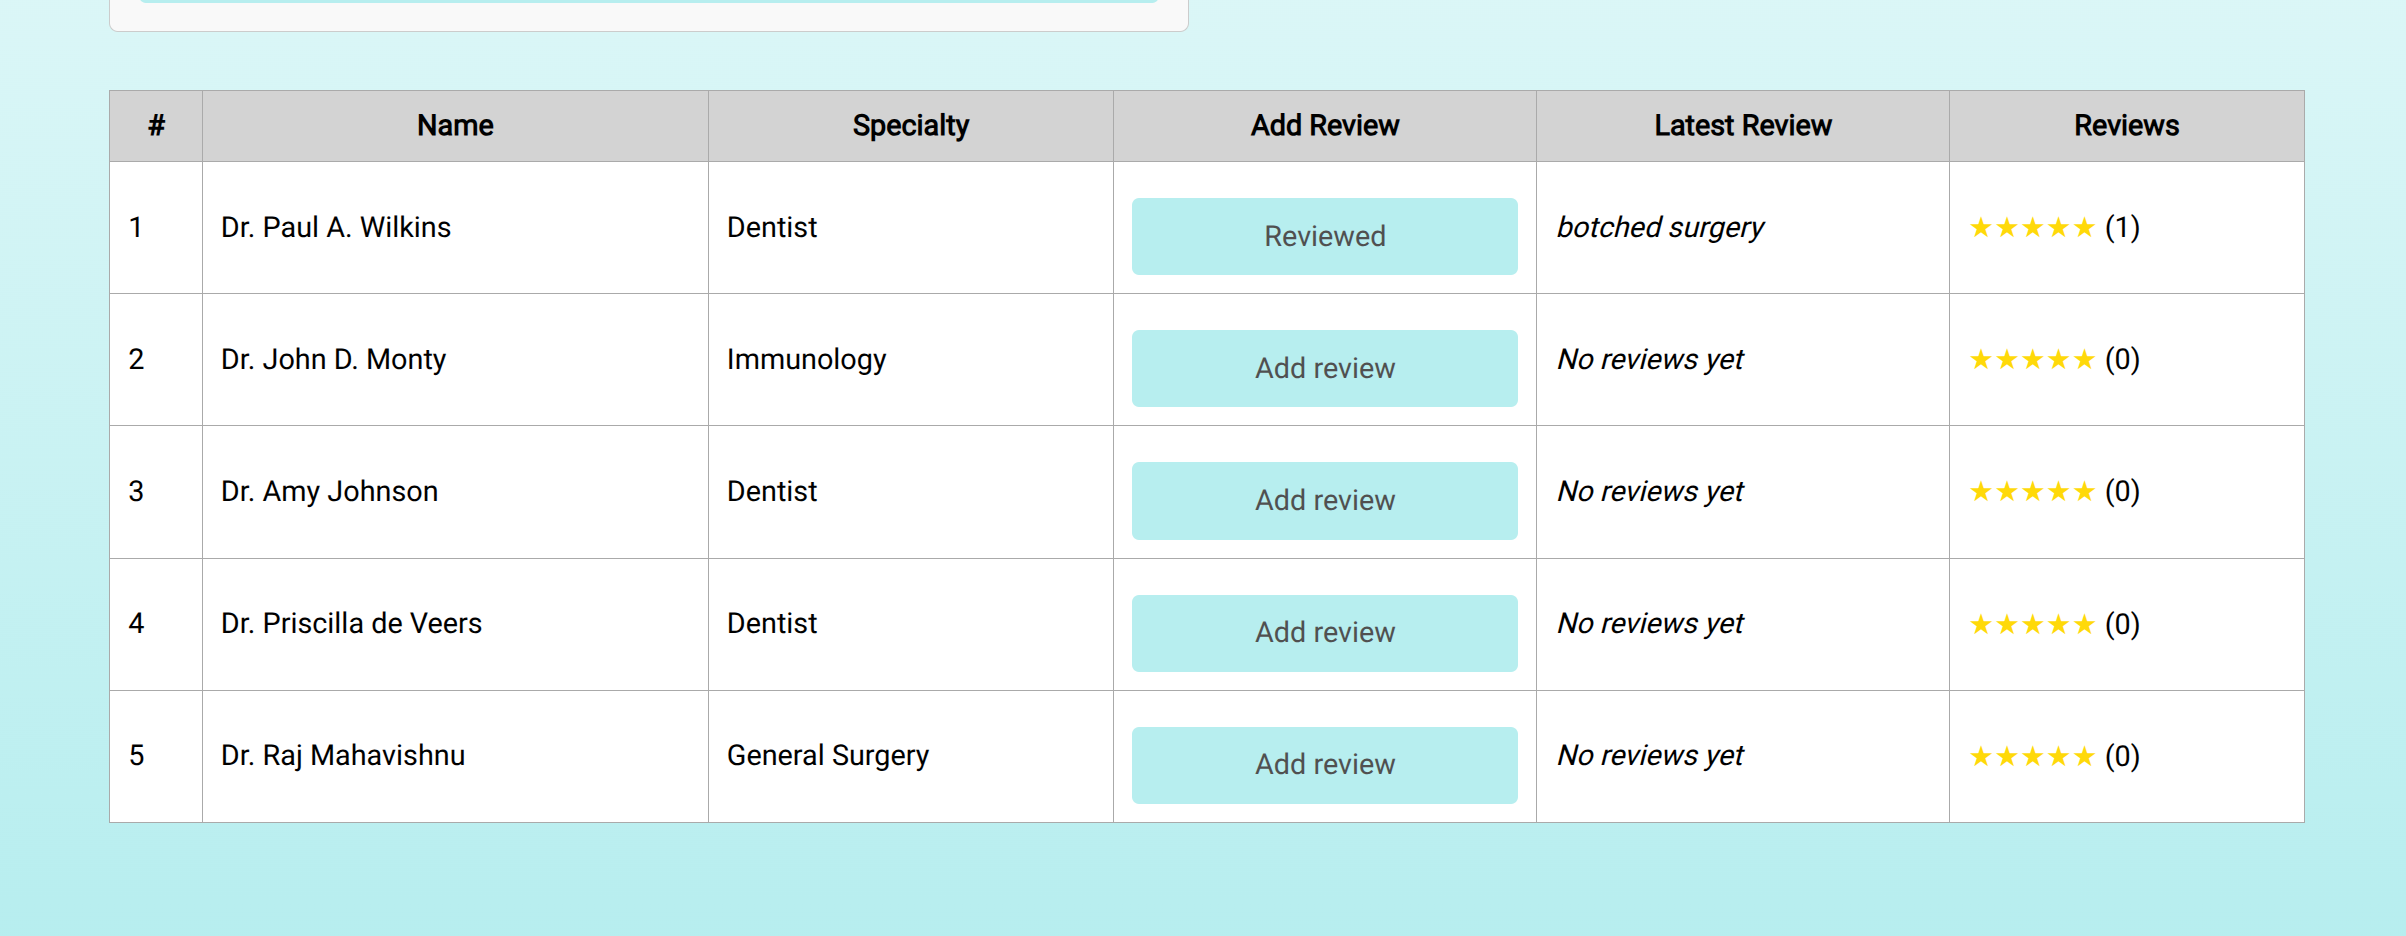 # Name Specialty Add Review Latest Review Reviews
1 Dr. Paul A. Wilkins Dentist Reviewed botched surgery ★★★★★ (1)
2 Dr. John D. Monty Immunology Add review No reviews yet ★★★★★ (0)
3 Dr. Amy Johnson Dentist Add review No reviews yet ★★★★★ (0)
4 Dr. Priscilla de Veers Dentist Add review No reviews yet ★★★★★ (0)
5 Dr. Raj Mahavishnu General Surgery Add review No reviews yet ★★★★★ (0)